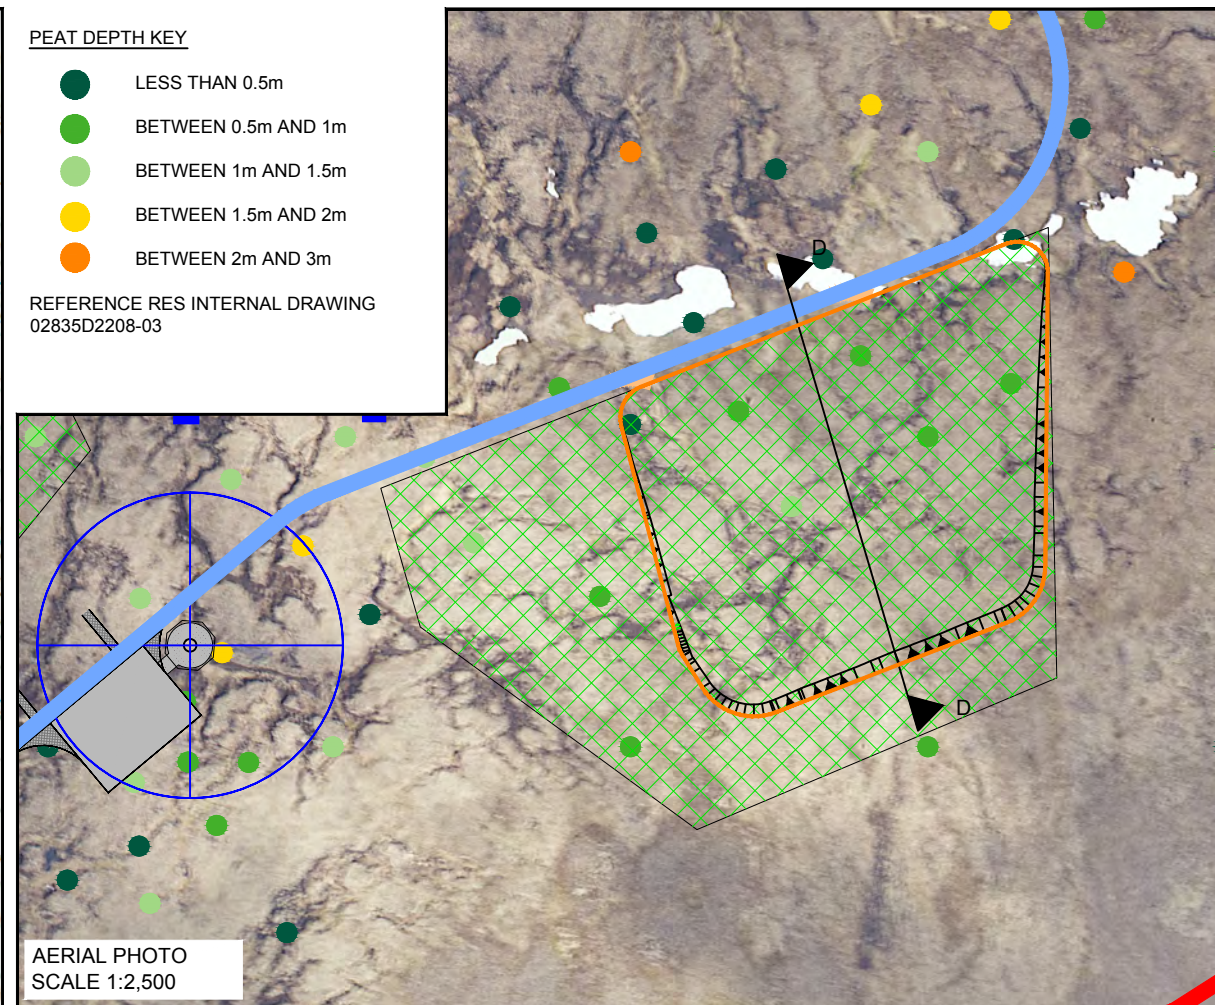 PEAT DEPTH KEY
LESS THAN 0.5m
BETWEEN 0.5m AND 1m
BETWEEN 1m AND 1.5m
BETWEEN 1.5m AND 2m
BETWEEN 2m AND 3m
REFERENCE RES INTERNAL DRAWING
02835D2208-03
D
D
AERIAL PHOTO
SCALE 1:2,500